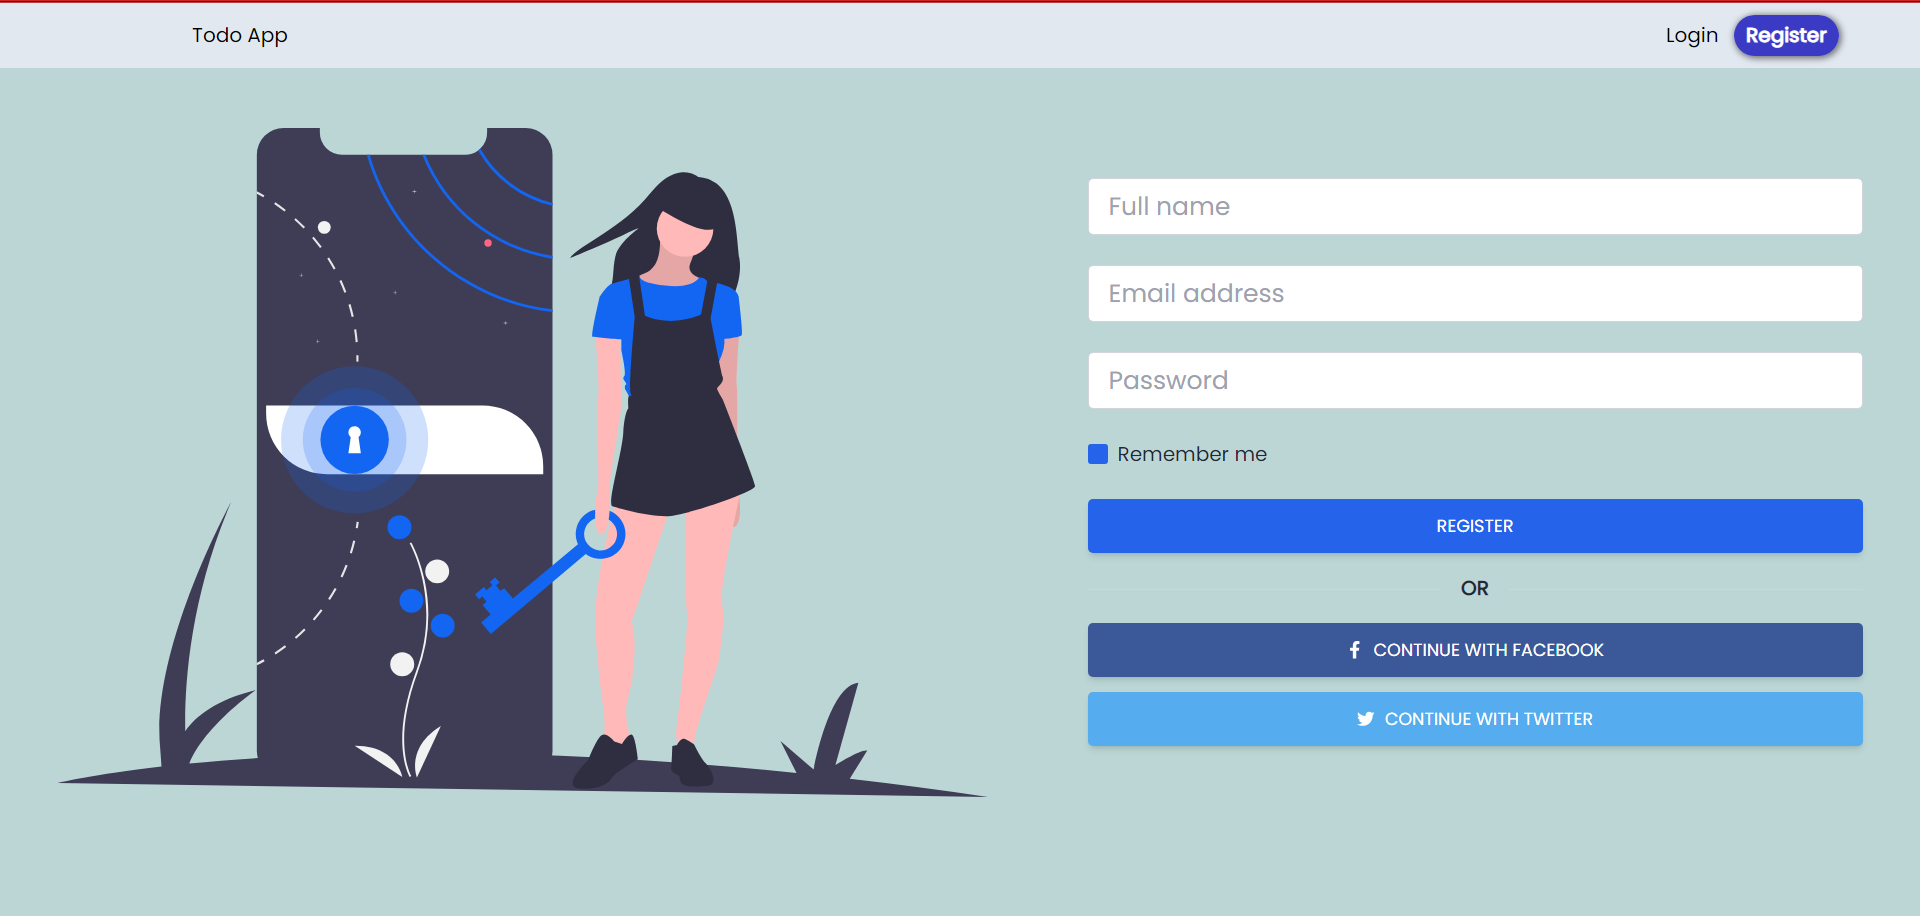 Todo App
Login
Register
Full name
Email address
Password
Remember me
REGISTER
OR
CONTINUE WITH FACEBOOK
CONTINUE WITH TWITTER